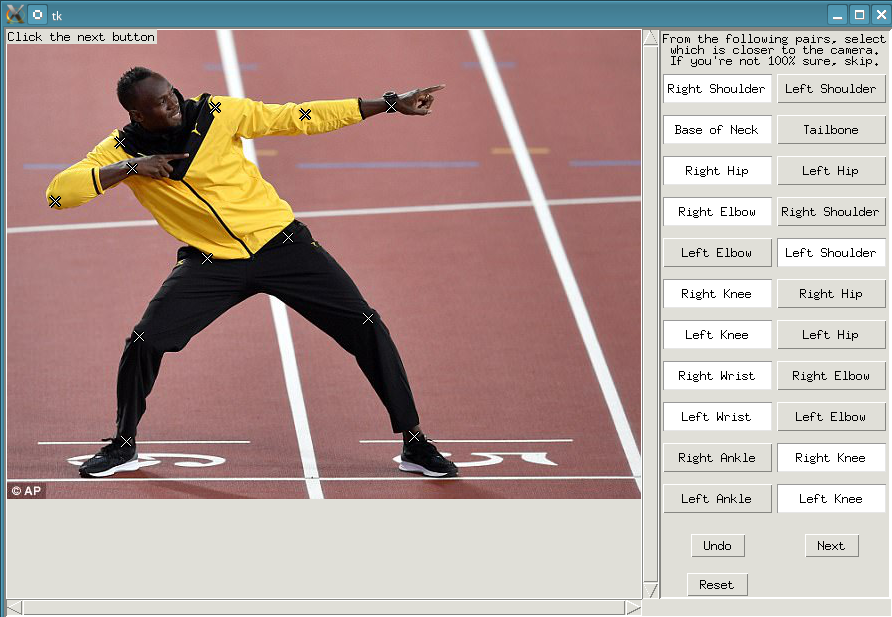 tk
Click the next button
From the following pairs, select
which is closer to the camera.
If you're not 100% sure, skip.
Right Shoulder Left Shoulder
Base of Neck Tailbone
Right Hip Left Hip
Right Elbow Right Shoulder
Left Elbow Left Shoulder
Right Knee Right Hip
Left Knee Left Hip
Right Wrist Right Elbow
Left Wrist Left Elbow
Right Ankle Right Knee
Left Ankle Left Knee
Undo Next
Reset
6 5
© AP